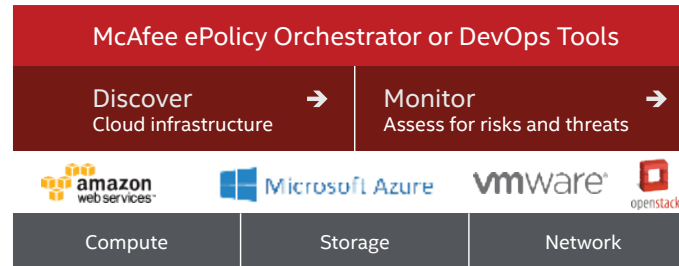 McAfee ePolicy Orchestrator or DevOps Tools
Discover
Cloud infrastructure
Monitor
Assess for risks and threats
amazon
web services™
Microsoft Azure
vmware®
openstack
Compute
Storage
Network